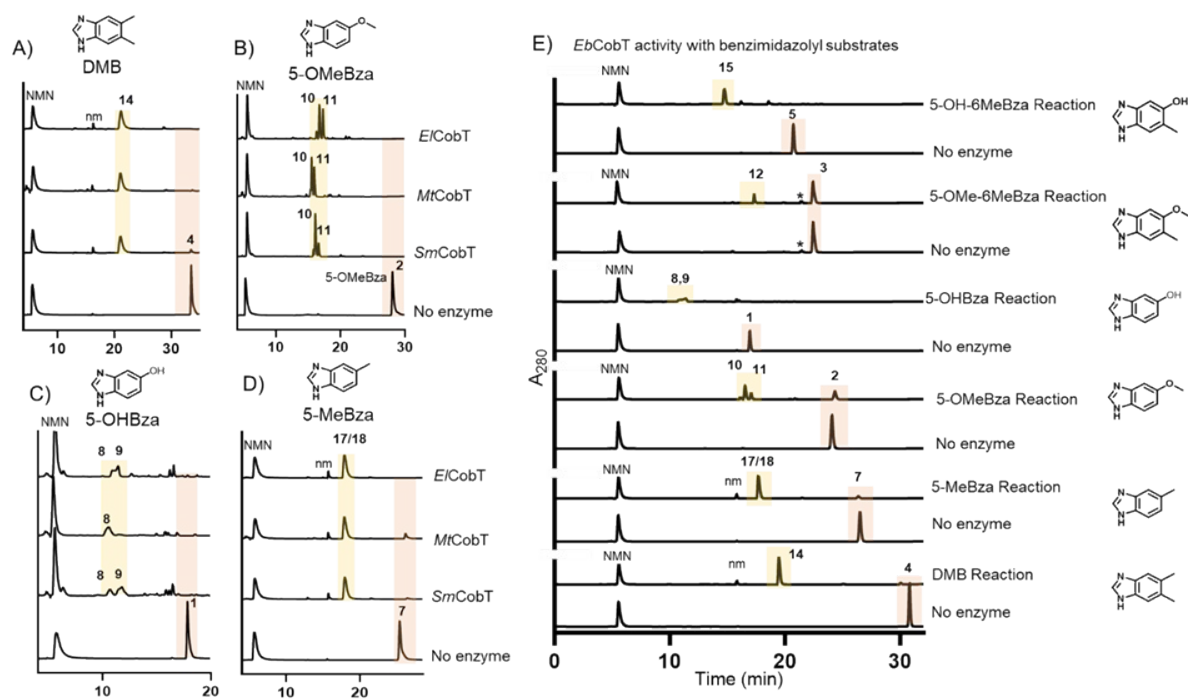 A)
DMB
NMN
nm
14
4
10 20 30
B)
5-OMeBza
NMN
10 11
ElCobT
10 11
MtCobT
10
11
SmCobT
5-OMeBza 2
No enzyme
10 20 30
C)
5-OHBza
NMN
8 9
8
8 9
1
10 20
D)
5-MeBza
NMN
nm
17/18
ElCobT
MtCobT
SmCobT
7
No enzyme
10 20
E) EbCobT activity with benzimidazolyl substrates
A280
NMN
15
5-OH-6MeBza Reaction
5
No enzyme
NMN
12
3
*
5-OMe-6MeBza Reaction
*
No enzyme
NMN
8,9
5-OHBza Reaction
1
No enzyme
NMN
10 11
2
5-OMeBza Reaction
No enzyme
NMN
nm
17/18
7
5-MeBza Reaction
No enzyme
NMN
nm
14
4
DMB Reaction
No enzyme
0 10 20 30
Time (min)
N
N
H
N
N
H
O
N
N
H
OH
N
N
H
N
N
H
OH
N
N
H
O
N
N
H
OH
N
N
H
O
N
N
H
N
N
H